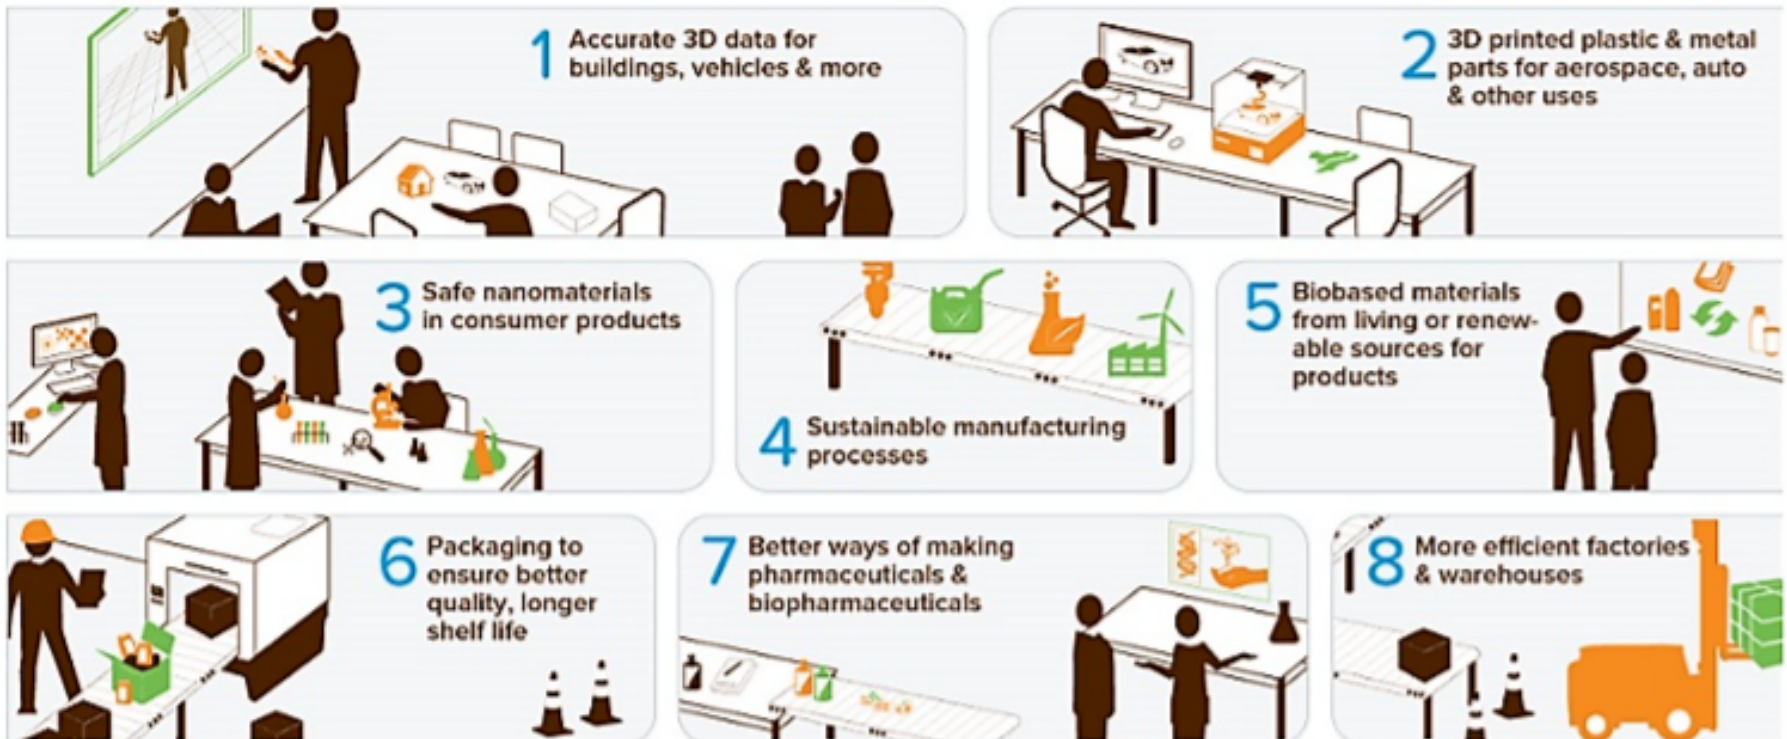 1 Accurate 3D data for
buildings, vehicles & more
2 3D printed plastic & metal
parts for aerospace, auto
& other uses
3 Safe nanomaterials
in consumer products
4 Sustainable manufacturing
processes
5 Biobased materials
from living or renew-
able sources for
products
6 Packaging to
ensure better
quality, longer
shelf life
7 Better ways of making
pharmaceuticals &
biopharmaceuticals
8 More efficient factories
& warehouses